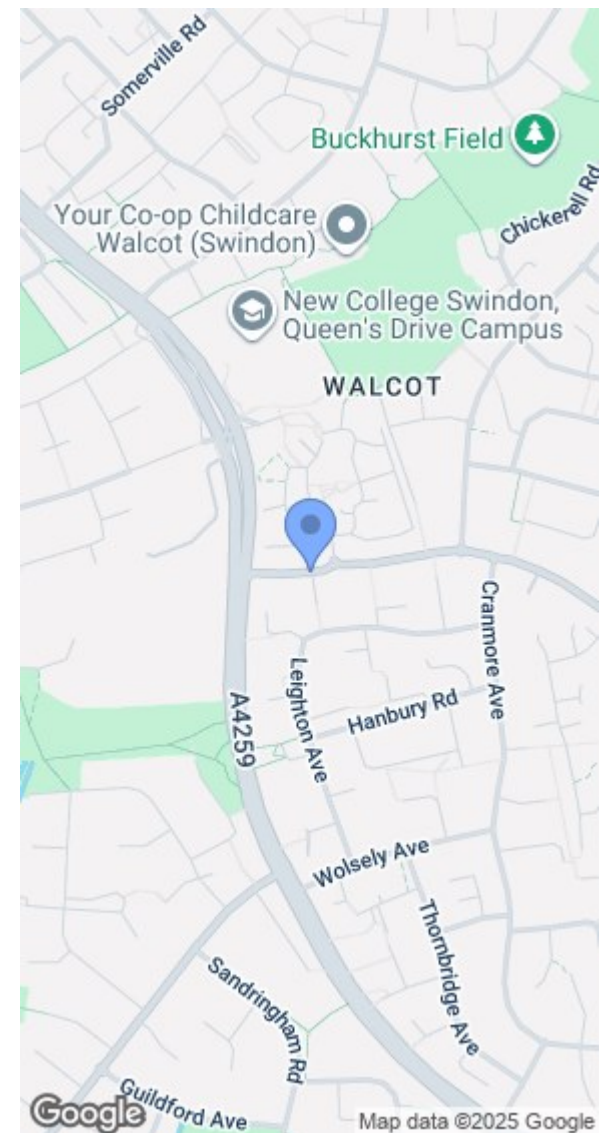 Somerville Rd
Buckhurst Field
Chickerell Rd
Your Co-op Childcare
Walcot (Swindon)
New College Swindon,
Queen's Drive Campus
WALCOT
Cranmore Ave
Leighton Ave
A4259
Hanbury Rd
Wolsely Ave
Thornbridge Ave
Sandringham Rd
Guildford Ave
Google
Map data ©2025 Google